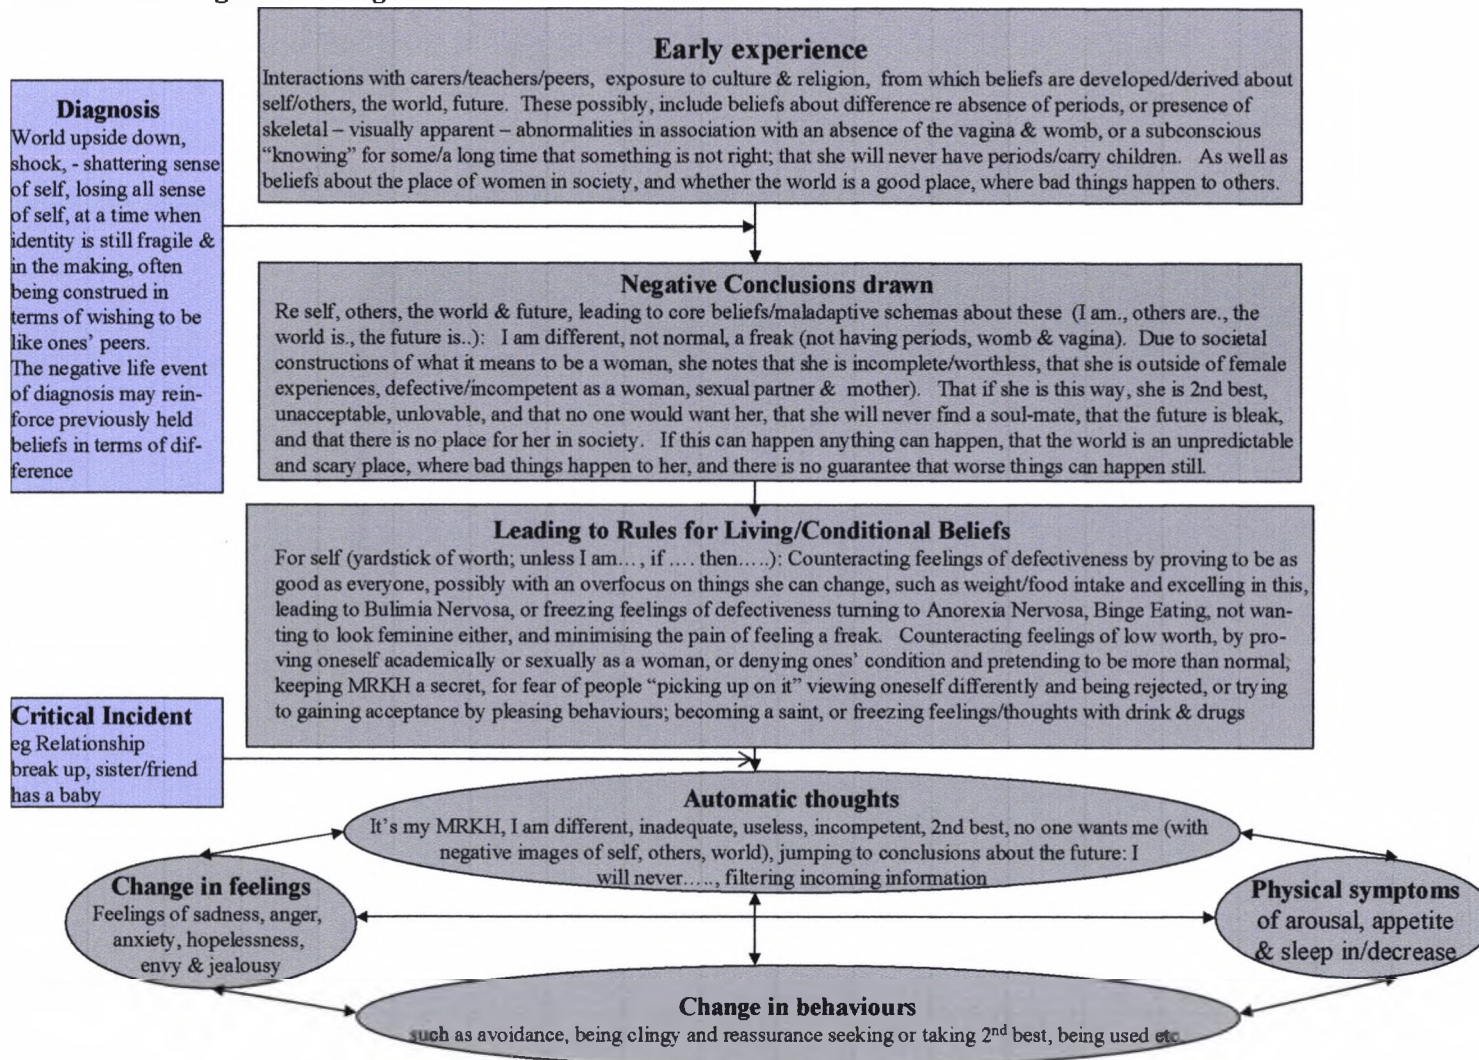 Early experience
Interactions with carers/teachers/peers, exposure to culture & religion, from which beliefs are developed/derived about
self/others, the world, future. These possibly, include beliefs about difference re absence of periods, or presence of
skeletal – visually apparent – abnormalities in association with an absence of the vagina & womb, or a subconscious
“knowing” for some/a long time that something is not right; that she will never have periods/carry children. As well as
beliefs about the place of women in society, and whether the world is a good place, where bad things happen to others.
Diagnosis
World upside down,
shock, - shattering sense
of self, losing all sense
of self, at a time when
identity is still fragile &
in the making, often
being construed in
terms of wishing to be
like ones’ peers.
The negative life event
of diagnosis may rein-
force previously held
beliefs in terms of dif-
ference
Negative Conclusions drawn
Re self, others, the world & future, leading to core beliefs/maladaptive schemas about these (I am., others are., the
world is., the future is..): I am different, not normal, a freak (not having periods, womb & vagina). Due to societal
constructions of what it means to be a woman, she notes that she is incomplete/worthless, that she is outside of female
experiences, defective/incompetent as a woman, sexual partner & mother). That if she is this way, she is 2nd best,
unacceptable, unlovable, and that no one would want her, that she will never find a soul-mate, that the future is bleak,
and that there is no place for her in society. If this can happen anything can happen, that the world is an unpredictable
and scary place, where bad things happen to her, and there is no guarantee that worse things can happen still.
Leading to Rules for Living/Conditional Beliefs
For self (yardstick of worth; unless I am..., if .... then.....): Counteracting feelings of defectiveness by proving to be as
good as everyone, possibly with an overfocus on things she can change, such as weight/food intake and excelling in this,
leading to Bulimia Nervosa, or freezing feelings of defectiveness turning to Anorexia Nervosa, Binge Eating, not wan-
ting to look feminine either, and minimising the pain of feeling a freak. Counteracting feelings of low worth, by pro-
ving oneself academically or sexually as a woman, or denying ones’ condition and pretending to be more than normal,
keeping MRKH a secret, for fear of people “picking up on it” viewing oneself differently and being rejected, or trying
to gaining acceptance by pleasing behaviours; becoming a saint, or freezing feelings/thoughts with drink & drugs
Critical Incident
eg Relationship
break up, sister/friend
has a baby
Automatic thoughts
It’s my MRKH, I am different, inadequate, useless, incompetent, 2nd best, no one wants me (with
negative images of self, others, world), jumping to conclusions about the future: I
will never....., filtering incoming information
Change in feelings
Feelings of sadness, anger,
anxiety, hopelessness,
envy & jealousy
Physical symptoms
of arousal, appetite
& sleep in/decrease
Change in behaviours
such as avoidance, being clingy and reassurance seeking or taking 2nd best, being used etc.